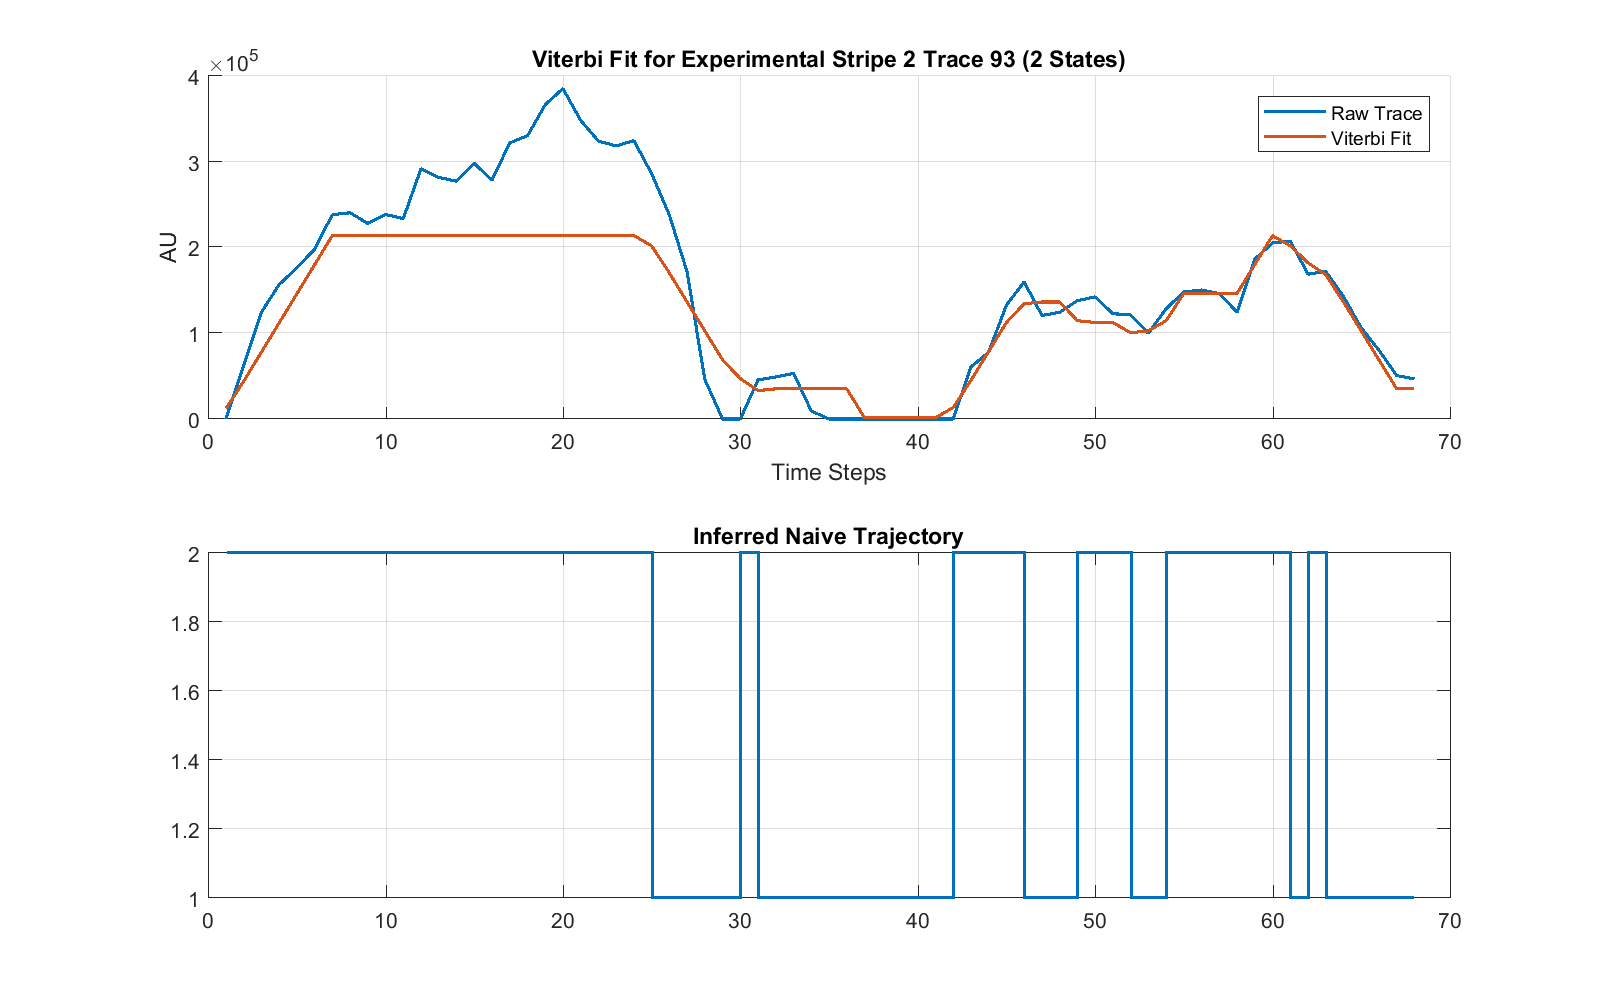 Viterbi Fit for Experimental Stripe 2 Trace 93 (2 States)
×10⁵
4
3
2
1
0
AU
0 10 20 30 40 50 60 70
Time Steps
Raw Trace
Viterbi Fit
Inferred Naive Trajectory
2
1.8
1.6
1.4
1.2
1
0 10 20 30 40 50 60 70